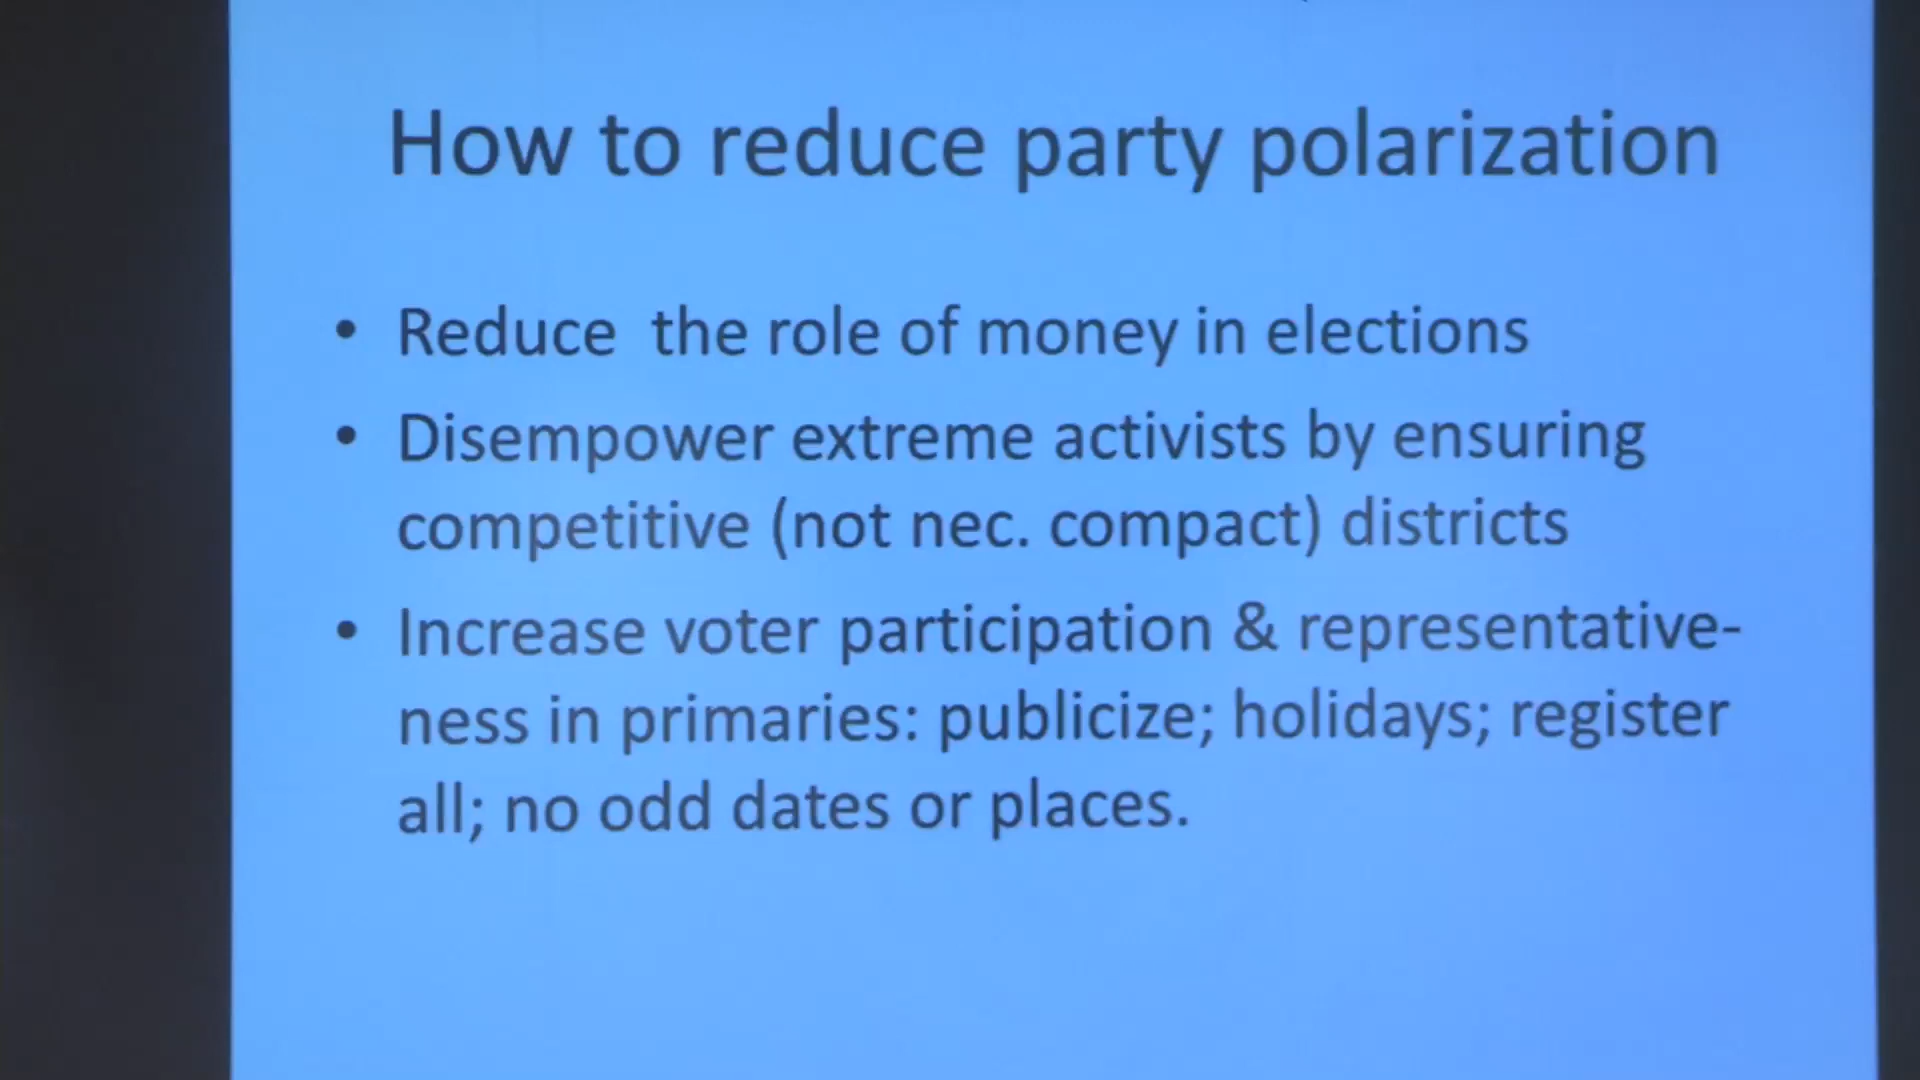 How to reduce party polarization
• Reduce  the role of money in elections
• Disempower extreme activists by ensuring
competitive (not nec. compact) districts
• Increase voter participation & representative-
ness in primaries: publicize; holidays; register
all; no odd dates or places.